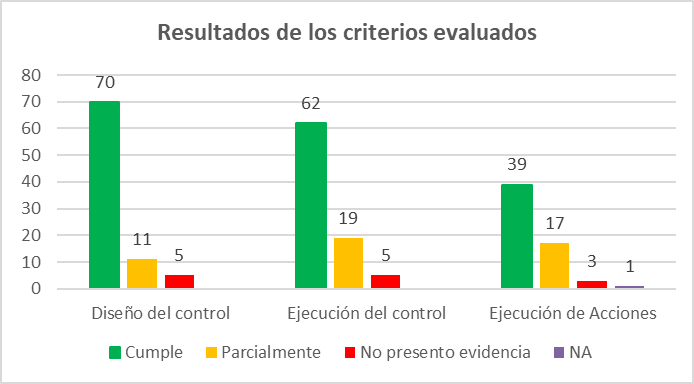 Resultados de los criterios evaluados
80
70
60
50
40
30
20
10
0
70
11
5
62
19
5
39
17
3
1
Diseño del control
Ejecución del control
Ejecución de Acciones
Cumple
Parcialmente
No presento evidencia
NA